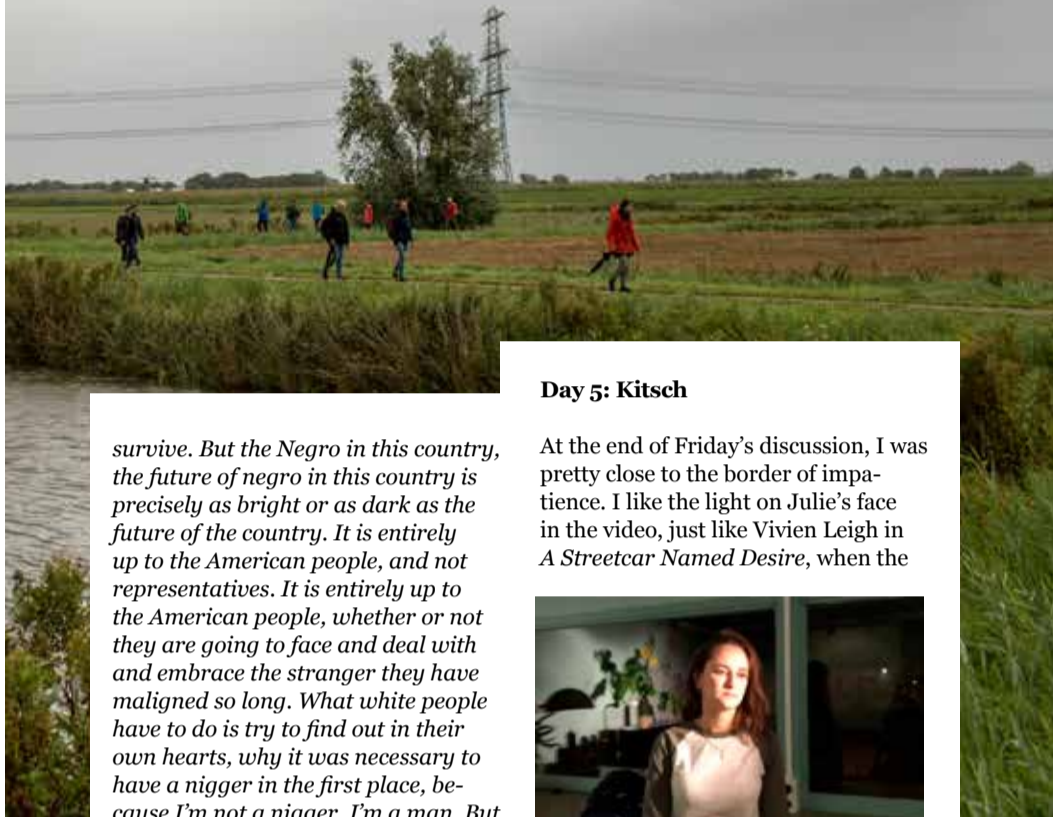 survive. But the Negro in this country,
the future of negro in this country is
precisely as bright or as dark as the
future of the country. It is entirely
up to the American people, and not
representatives. It is entirely up to
the American people, whether or not
they are going to face and deal with
and embrace the stranger they have
maligned so long. What white people
have to do is try to find out in their
own hearts, why it was necessary to
have a nigger in the first place, be-
cause I'm not a nigger, I'm a man. But
Day 5: Kitsch
At the end of Friday's discussion, I was
pretty close to the border of impa-
tience. I like the light on Julie's face
in the video, just like Vivien Leigh in
A Streetcar Named Desire, when the